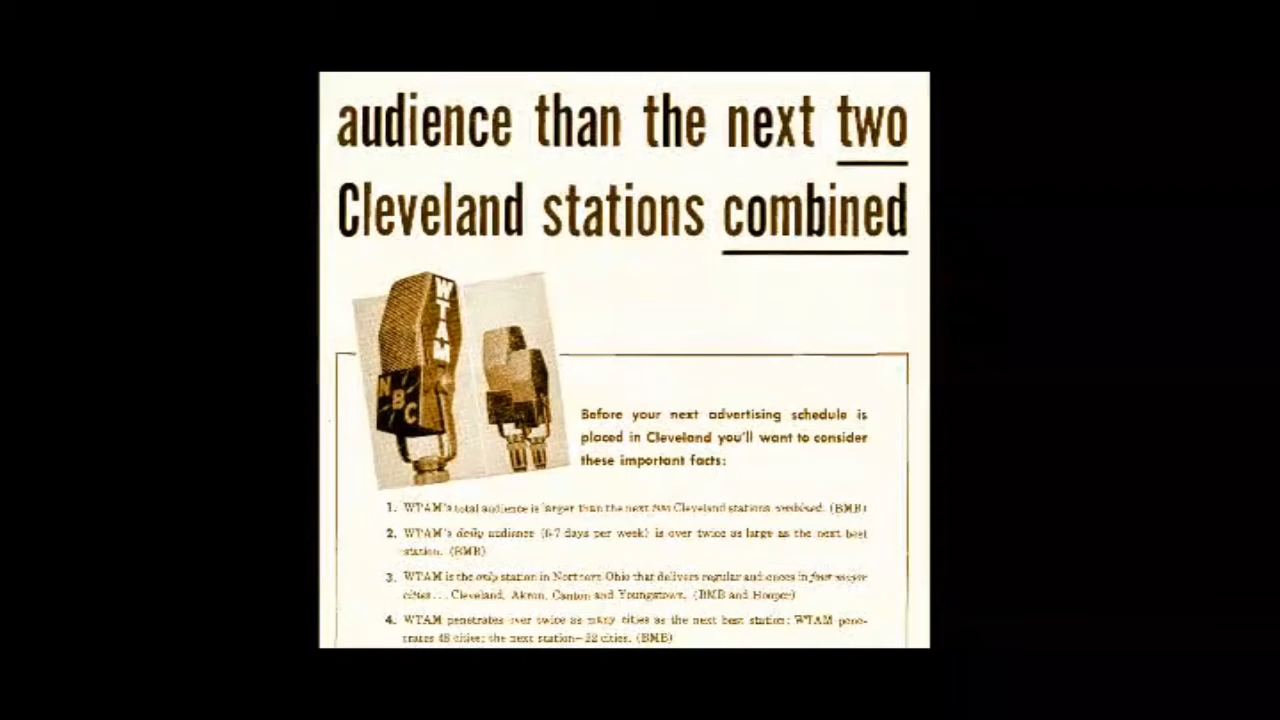 audience than the next two
Cleveland stations combined
WTAM
NBC
Before your next advertising schedule is
placed in Cleveland you'll want to consider
these important facts:
1. WTAM's total audience is larger than the next two Cleveland stations combined. (BMB)
2. WTAM's daily audience (6-7 days per week) is over twice as large as the next best
station. (BMB)
3. WTAM is the only station in Northern Ohio that delivers regular audiences in four major
cities... Cleveland, Akron, Canton and Youngstown. (BMB and Hooper)
4. WTAM penetrates over twice as many cities as the next best station: WTAM pene-
trates 48 cities; the next station—22 cities. (BMB)